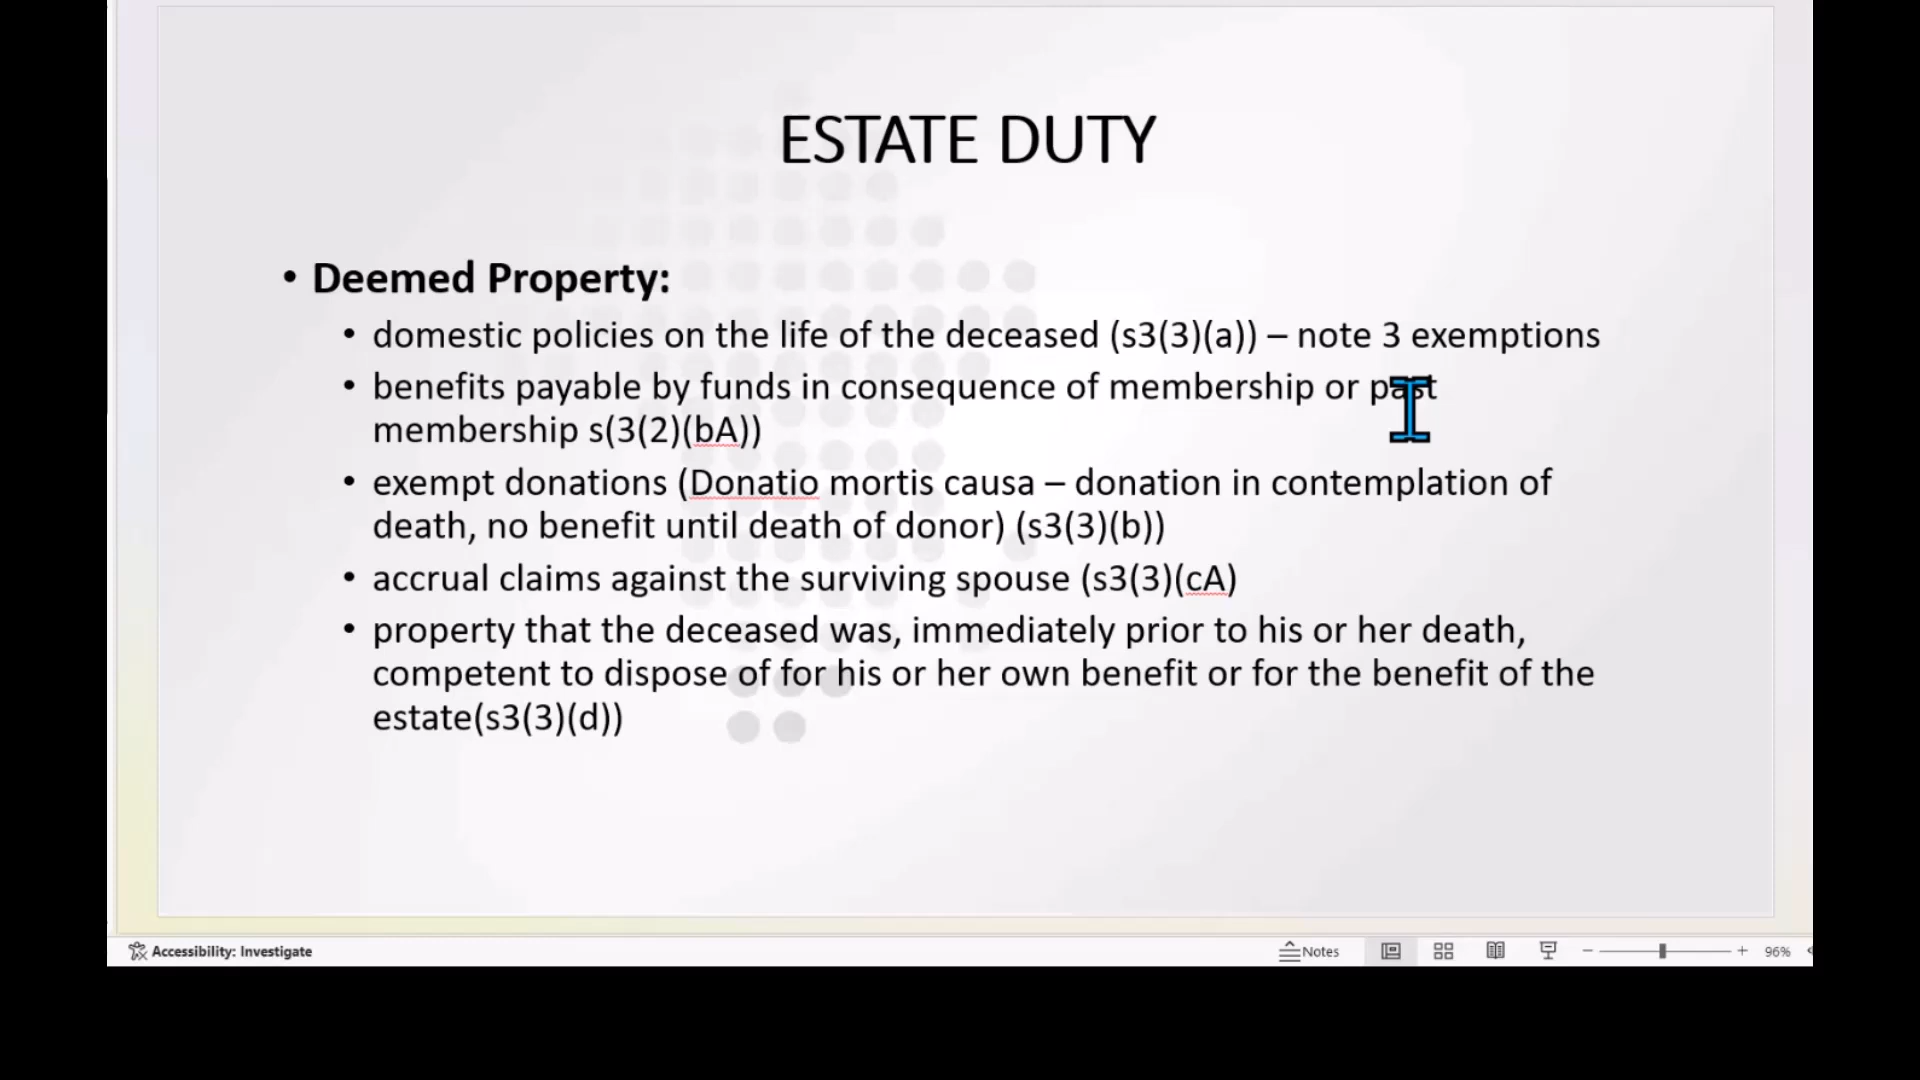 ESTATE DUTY
• Deemed Property:
• domestic policies on the life of the deceased (s3(3)(a)) – note 3 exemptions
• benefits payable by funds in consequence of membership or past
membership s(3(2)(bA))
• exempt donations (Donatio mortis causa – donation in contemplation of
death, no benefit until death of donor) (s3(3)(b))
• accrual claims against the surviving spouse (s3(3)(cA)
• property that the deceased was, immediately prior to his or her death,
competent to dispose of for his or her own benefit or for the benefit of the
estate(s3(3)(d))
Accessibility: Investigate
Notes
96%